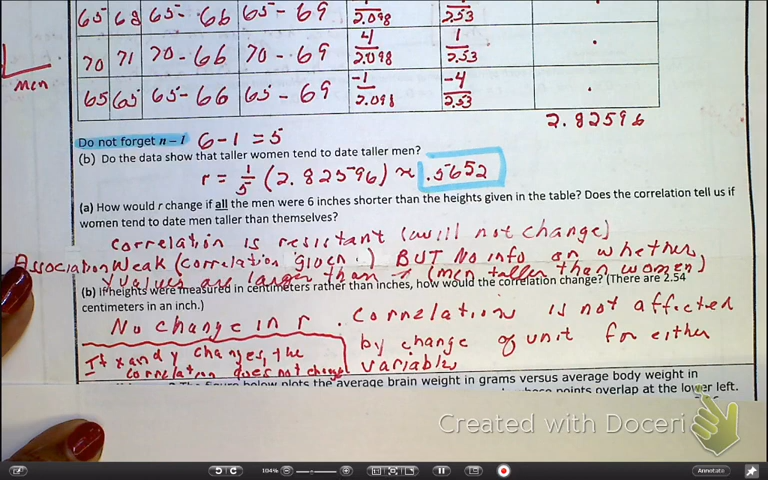 65 68 65 - 66 65 - 69 2.098 2.53
70 71 70 - 66 70 - 69 4/2.098 1/2.53
65 65 65 - 66 65 - 69 -1/2.098 -4/2.53
men
2.82596
Do not forget n – 1 6 - 1 = 5
(b) Do the data show that taller women tend to date taller men?
r = 1/5 (2.82596) ≈ .5652
(a) How would r change if all the men were 6 inches shorter than the heights given in the table? Does the correlation tell us if
women tend to date men taller than themselves?
correlation is resistant (will not change)
Association Weak (correlation given.) BUT NO info on whether
y values are larger than x (men taller than women)
(b) If heights were measured in centimeters rather than inches, how would the correlation change? (There are 2.54
centimeters in an inch.)
No change in r. Correlation is not affected
by change of unit for either
variable
If x and y changes, the
correlation does not change
figure below plots the average brain weight in grams versus average body weight in
points overlap at the lower left.
Created with Doceri
104%
Annotate